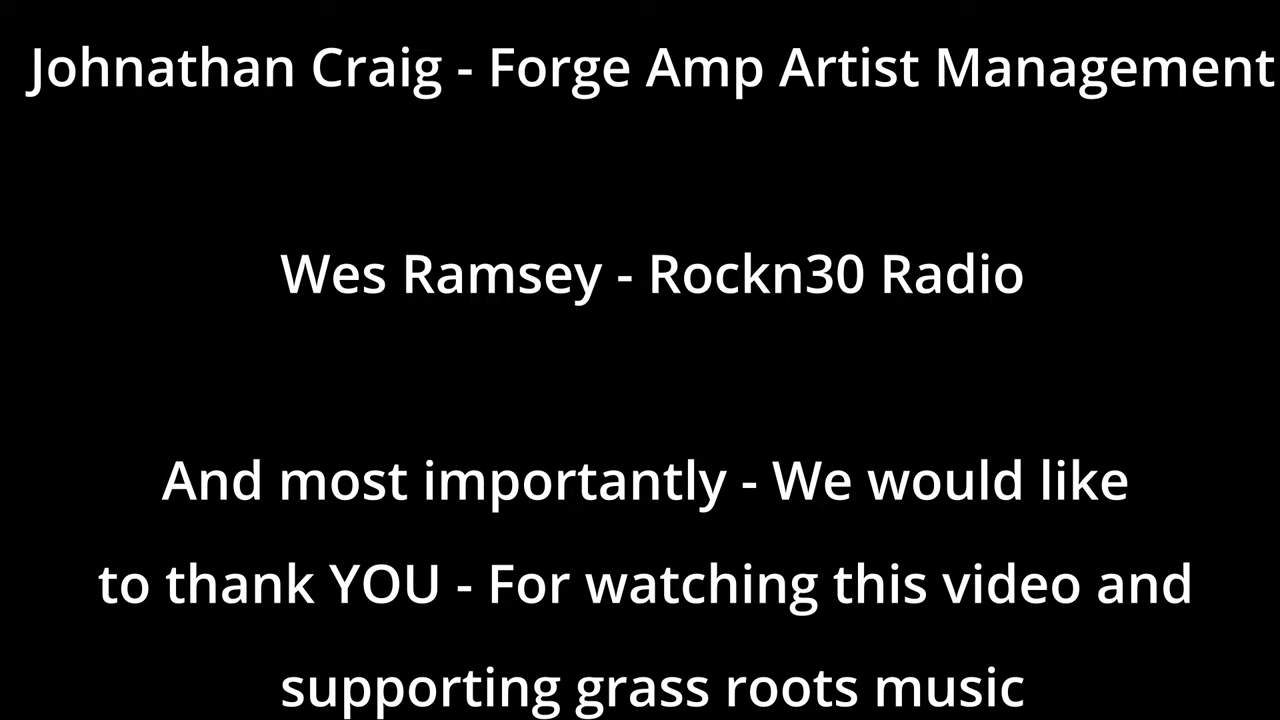 Johnathan Craig - Forge Amp Artist Management
Wes Ramsey - Rockn30 Radio
And most importantly - We would like
to thank YOU - For watching this video and
supporting grass roots music